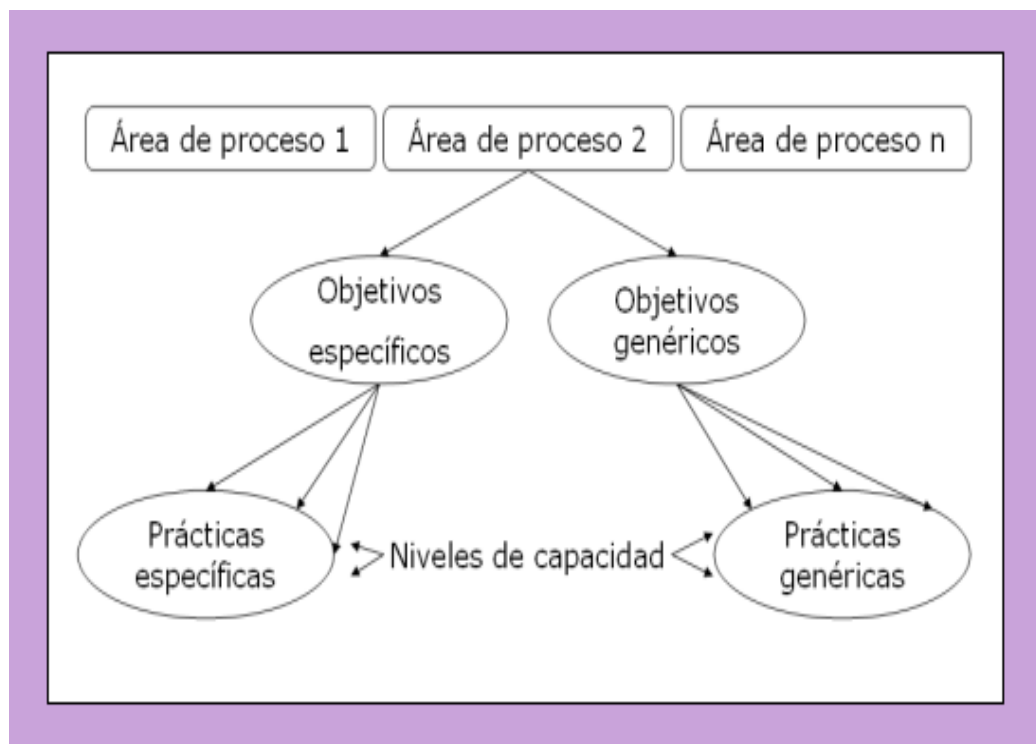 Área de proceso 1
Área de proceso 2
Área de proceso n
Objetivos
específicos
Objetivos
genéricos
Prácticas
específicas
Niveles de capacidad
Prácticas
genéricas